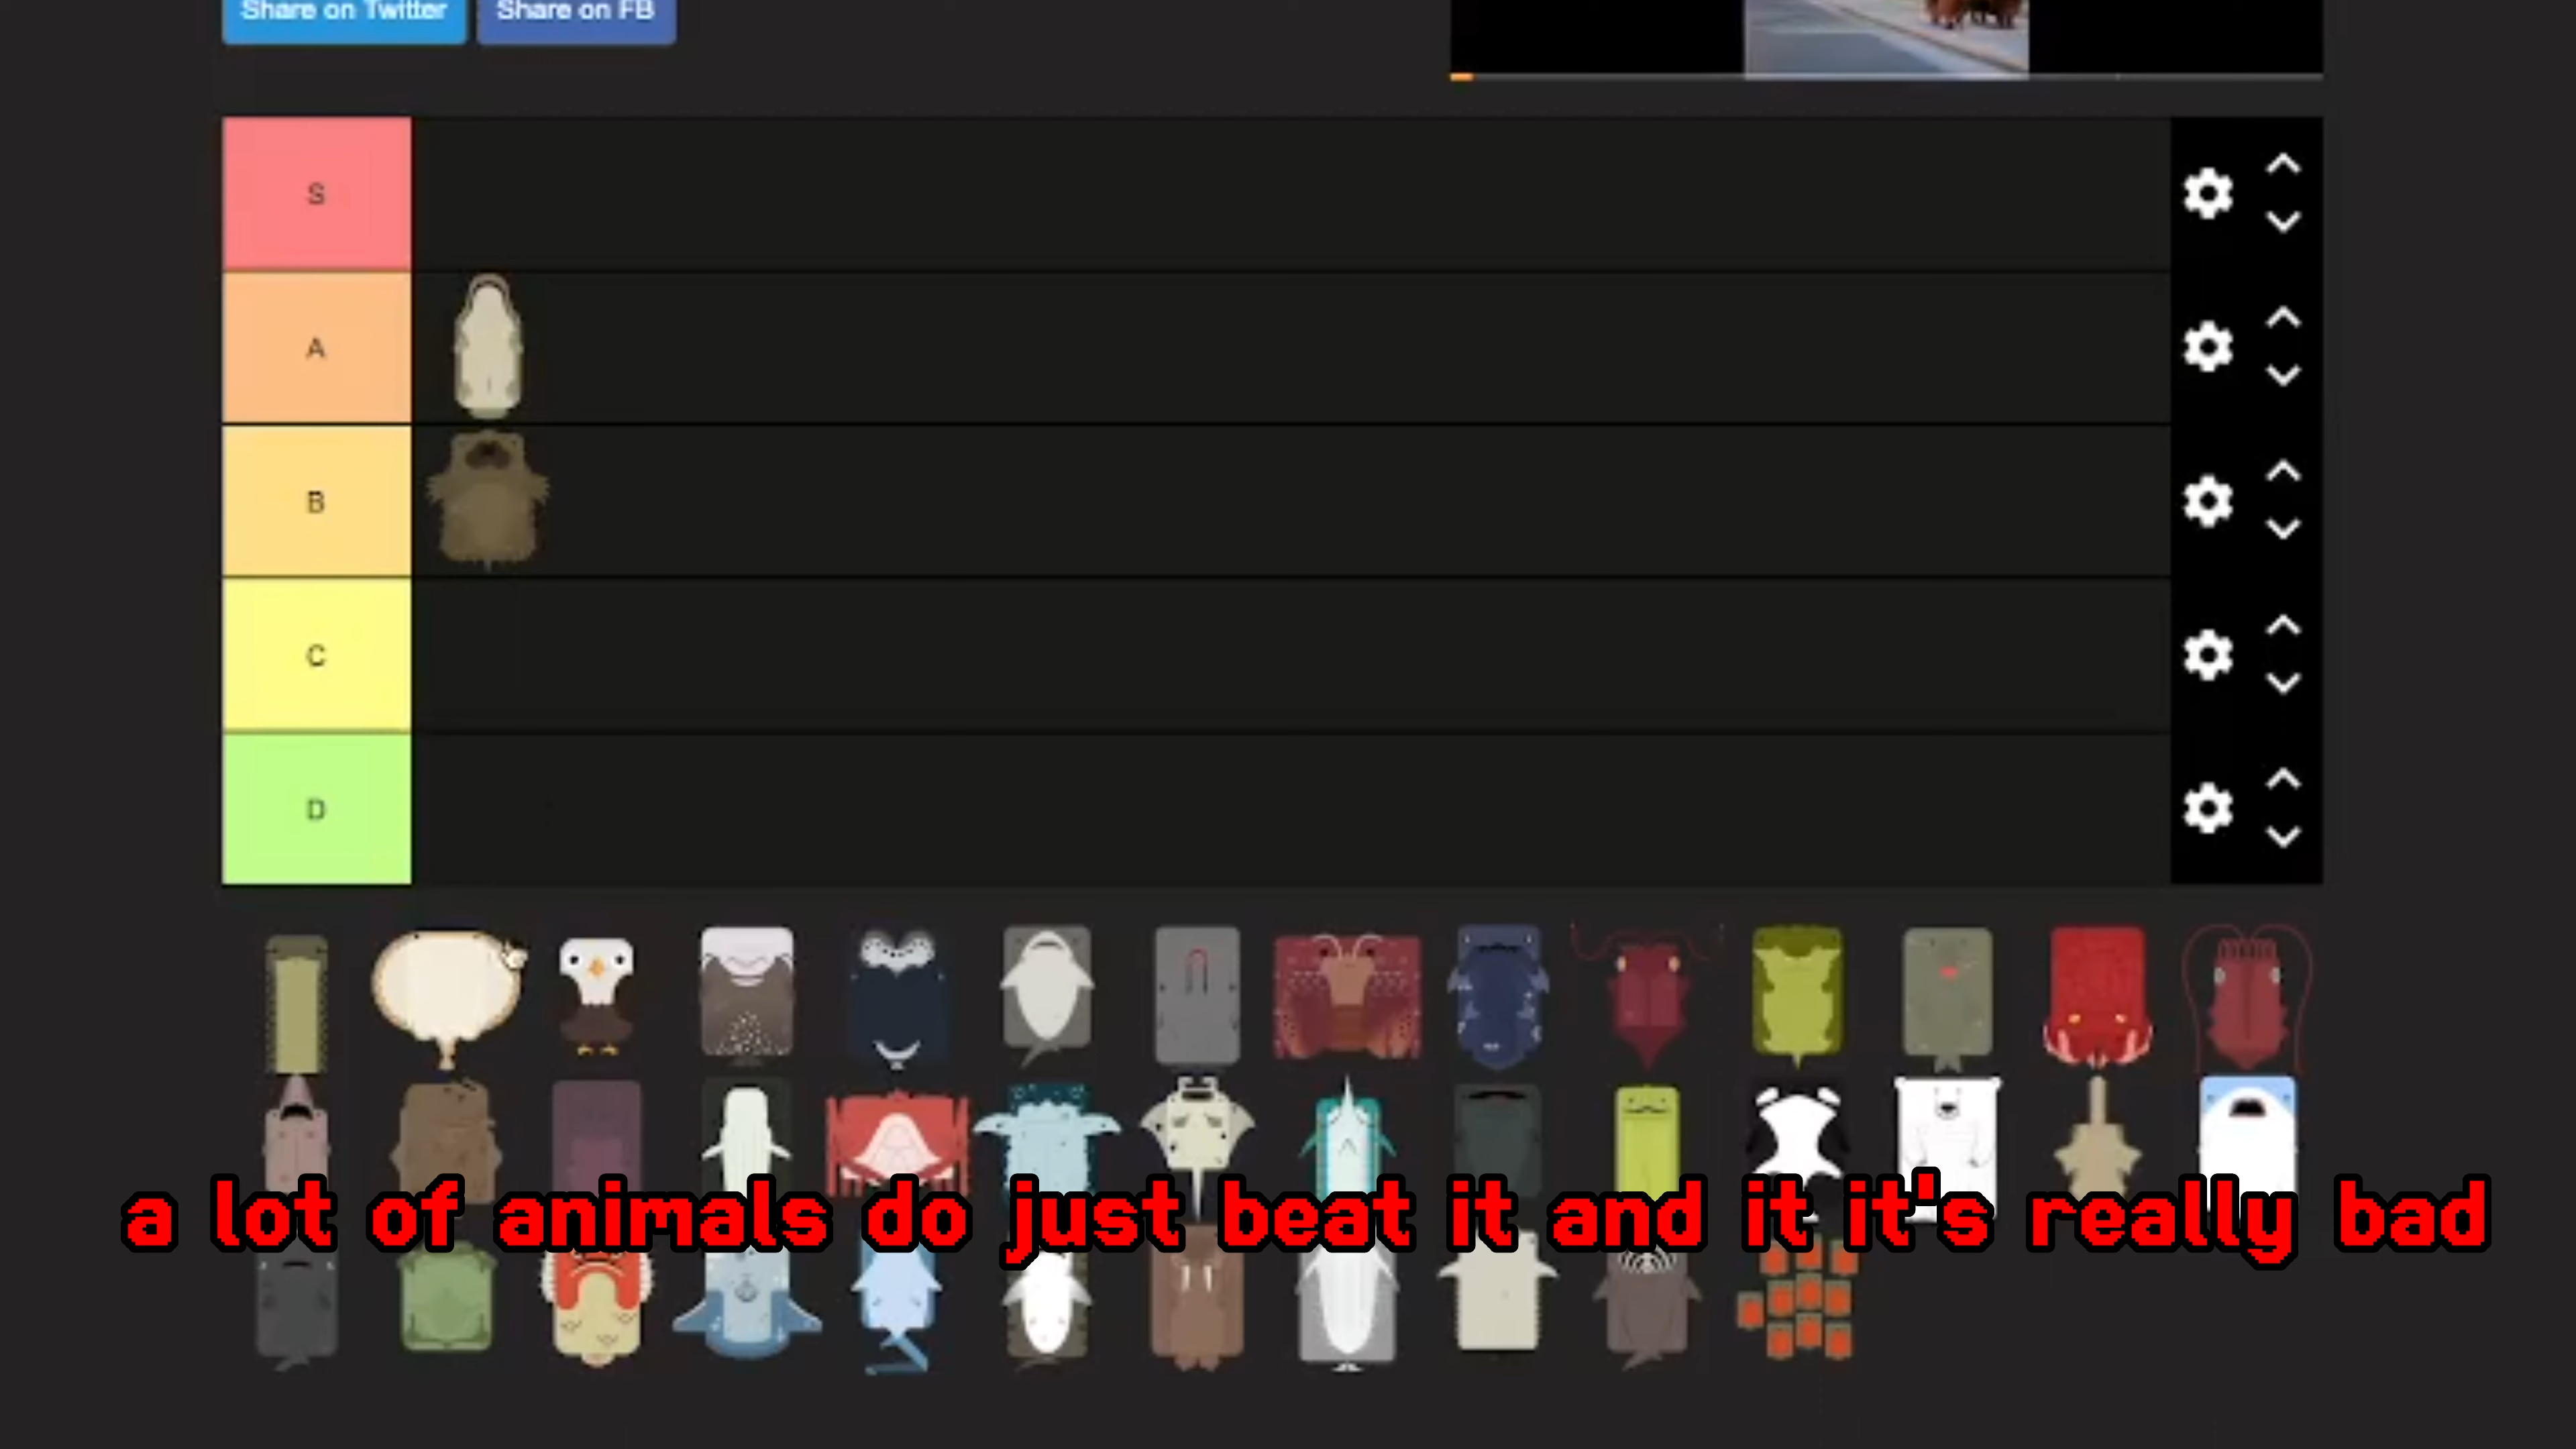 Share on Twitter
Share on FB
S
A
B
C
D
a lot of animals do just beat it and it it's really bad